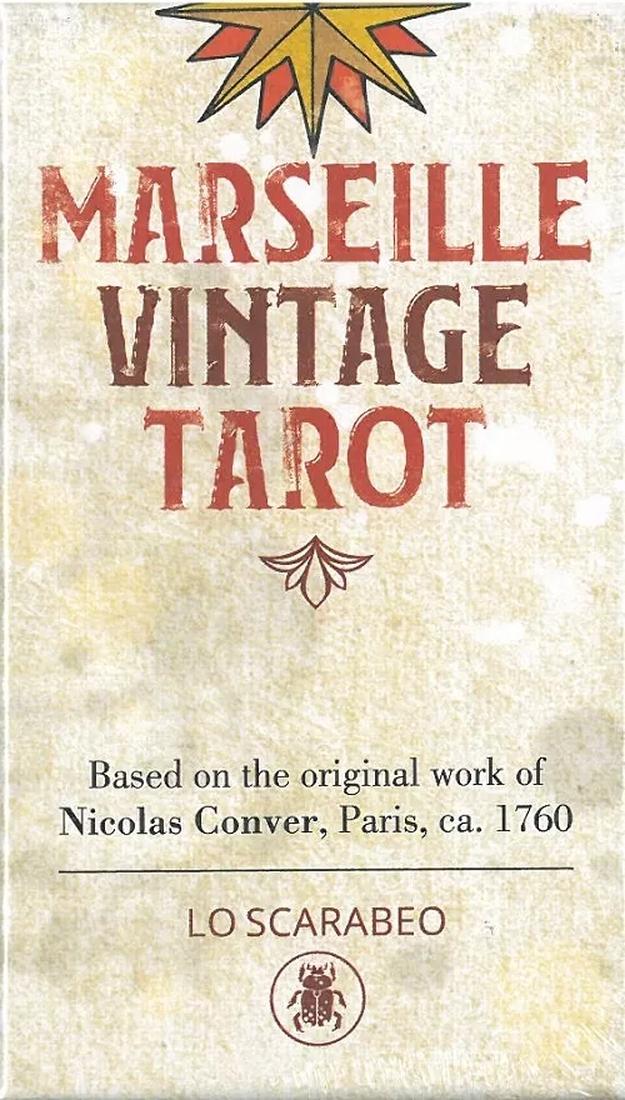 MARSEILLE
VINTAGE
TAROT
Based on the original work of
Nicolas Conver, Paris, ca. 1760
LO SCARABEO